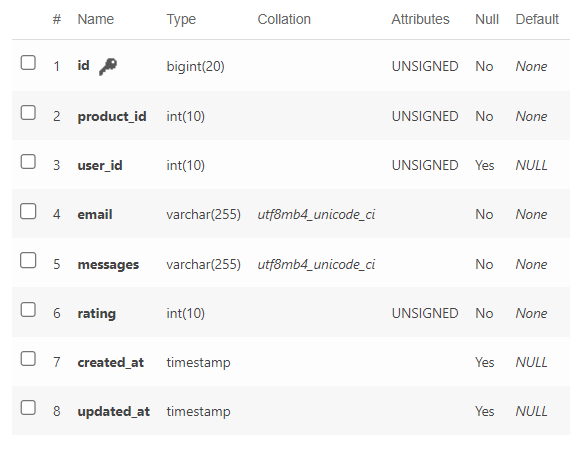 # Name Type Collation Attributes Null Default
1 id bigint(20) UNSIGNED No None
2 product_id int(10) UNSIGNED No None
3 user_id int(10) UNSIGNED Yes NULL
4 email varchar(255) utf8mb4_unicode_ci No None
5 messages varchar(255) utf8mb4_unicode_ci No None
6 rating int(10) UNSIGNED No None
7 created_at timestamp Yes NULL
8 updated_at timestamp Yes NULL